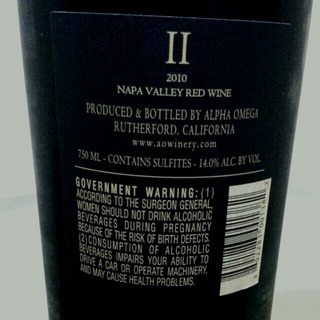 II
2010
NAPA VALLEY RED WINE
PRODUCED & BOTTLED BY ALPHA OMEGA
RUTHERFORD, CALIFORNIA
www.aowinery.com
750 ML - CONTAINS SULFITES - 14.0% ALC. BY VOL.
GOVERNMENT WARNING: (1)
ACCORDING TO THE SURGEON GENERAL,
WOMEN SHOULD NOT DRINK ALCOHOLIC
BEVERAGES DURING PREGNANCY
BECAUSE OF THE RISK OF BIRTH DEFECTS.
(2) CONSUMPTION OF ALCOHOLIC
BEVERAGES IMPAIRS YOUR ABILITY TO
DRIVE A CAR OR OPERATE MACHINERY,
AND MAY CAUSE HEALTH PROBLEMS.